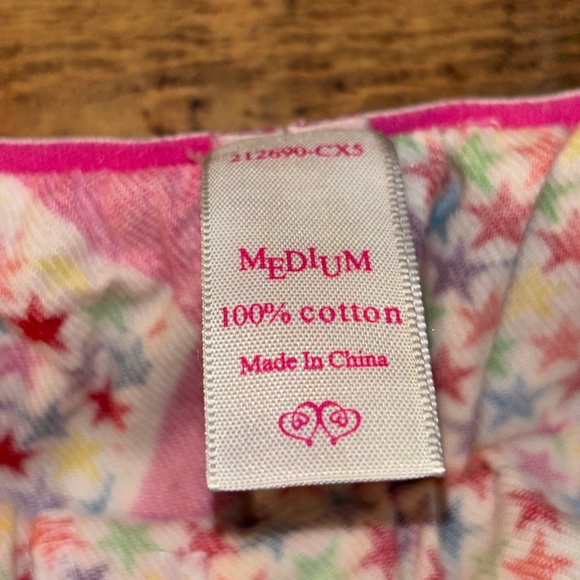 212690-CX5
MEDIUM
100% cotton
Made In China